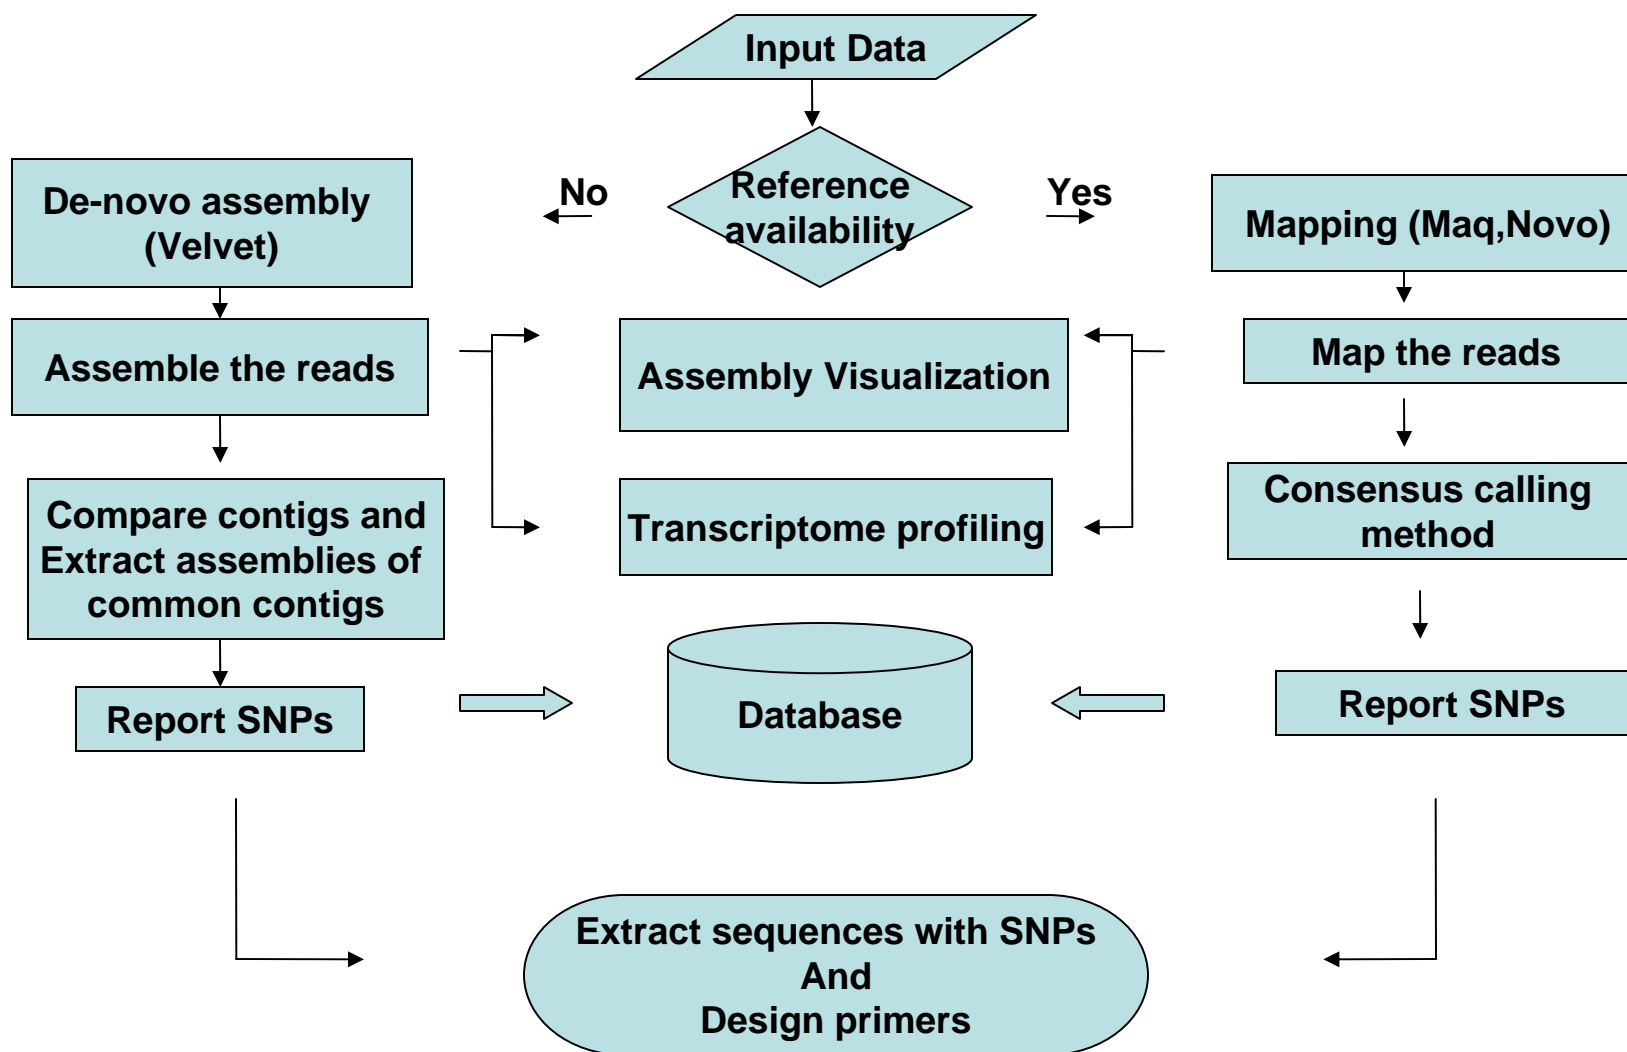 Input Data
Reference
availability
No
Yes
De-novo assembly
(Velvet)
Mapping (Maq,Novo)
Assemble the reads
Assembly Visualization
Map the reads
Compare contigs and
Extract assemblies of
common contigs
Transcriptome profiling
Consensus calling
method
Report SNPs
Database
Report SNPs
Extract sequences with SNPs
And
Design primers